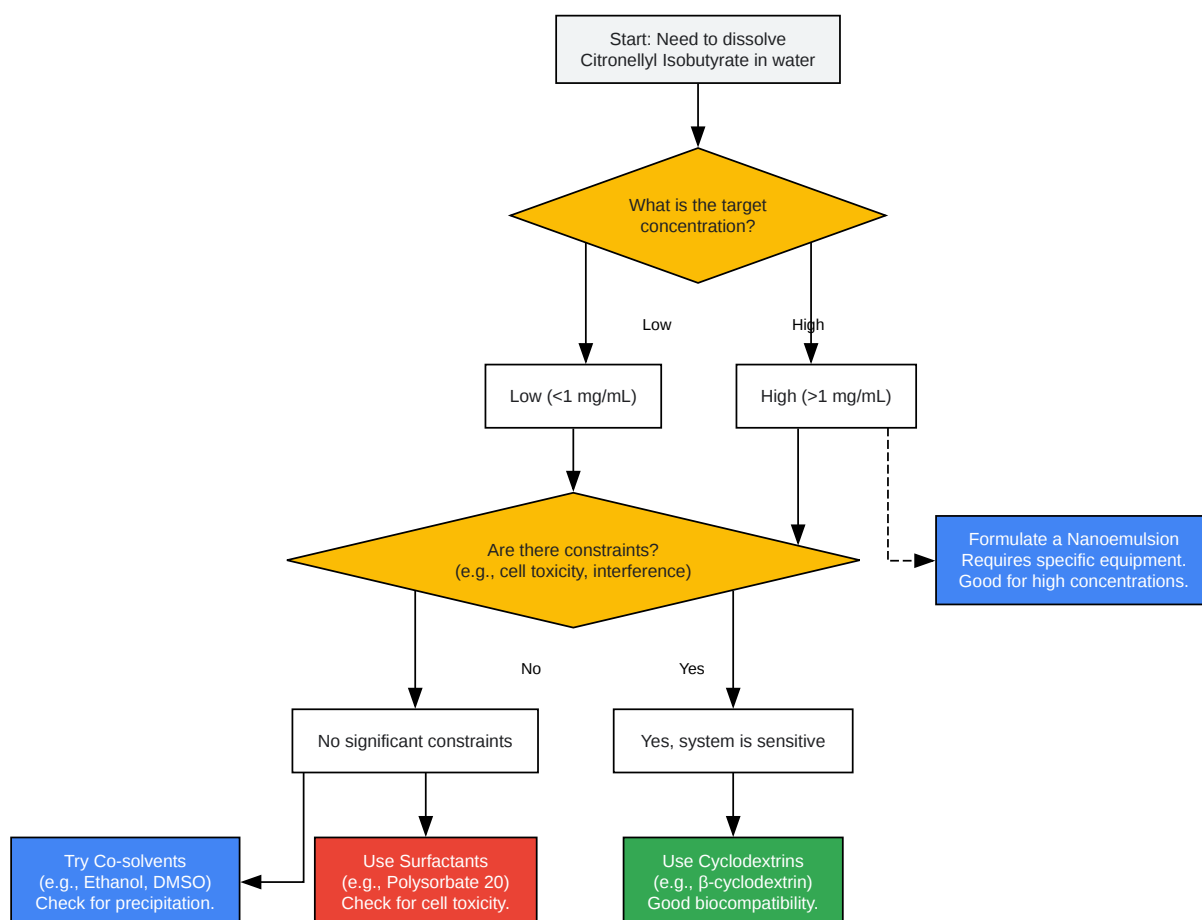 Start: Need to dissolve
Citronellyl Isobutyrate in water
What is the target
concentration?
Low
High
Low (<1 mg/mL)
High (>1 mg/mL)
Are there constraints?
(e.g., cell toxicity, interference)
Formulate a Nanoemulsion
Requires specific equipment.
Good for high concentrations.
No
Yes
No significant constraints
Yes, system is sensitive
Try Co-solvents
(e.g., Ethanol, DMSO)
Check for precipitation.
Use Surfactants
(e.g., Polysorbate 20)
Check for cell toxicity.
Use Cyclodextrins
(e.g., β-cyclodextrin)
Good biocompatibility.